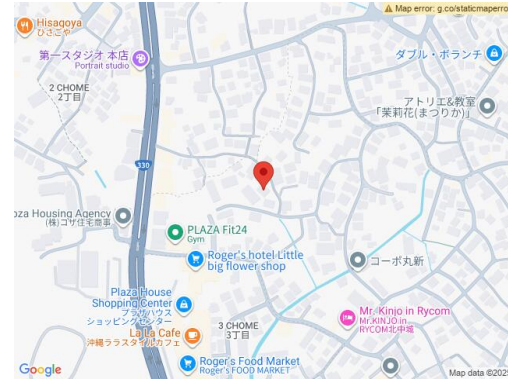 Map error: g.co/staticmaperro
Hisagoya
ひさごや
第一スタジオ 本店
Portrait studio
ダブル・ボランチ
2 CHOME
2丁目
アトリエ&教室
「茉莉花(まつりか)」
330
oza Housing Agency
(株)ゴザ住宅商事
PLAZA Fit24
Gym
Roger's hotel Little
big flower shop
コーポ丸新
Plaza House
Shopping Center
プラザハウス
ショッピングセンター
Mr. Kinjo in Rycom
Mr.KINJO in
RYCOM北中城
La La Cafe
沖縄ララスタイルカフェ
3 CHOME
3丁目
Roger's Food Market
Roger's FOOD MARKET
Google
Map data ©2025